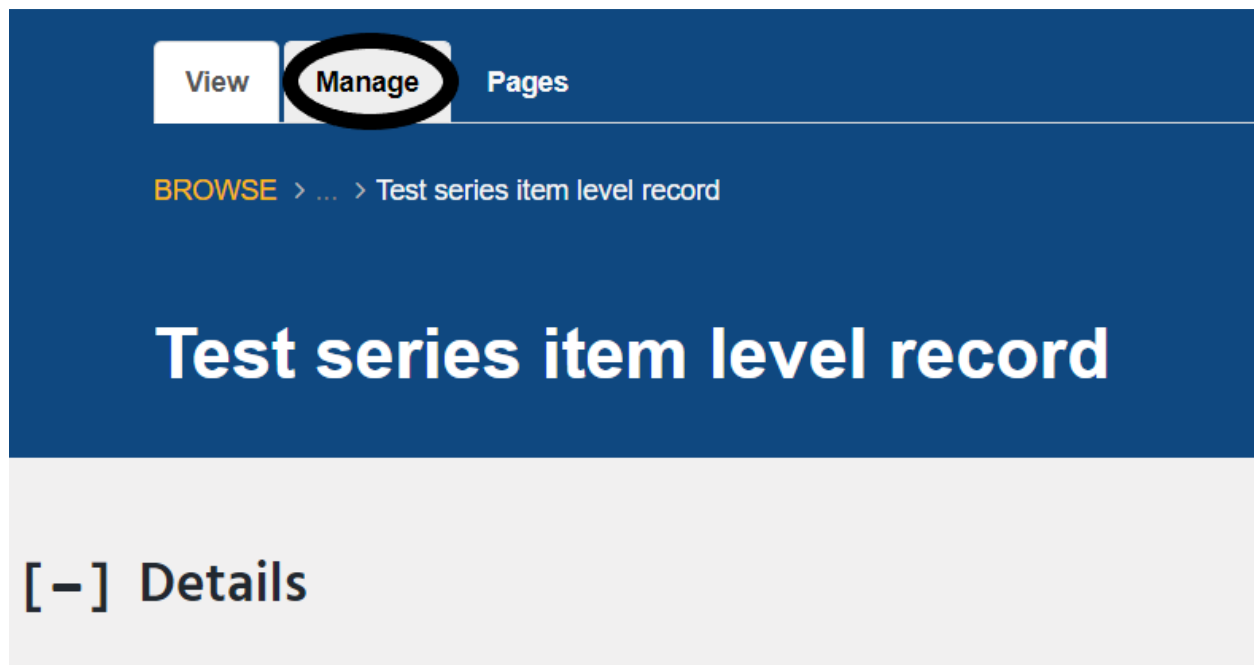 View Manage Pages
BROWSE > ... > Test series item level record
Test series item level record
[-] Details